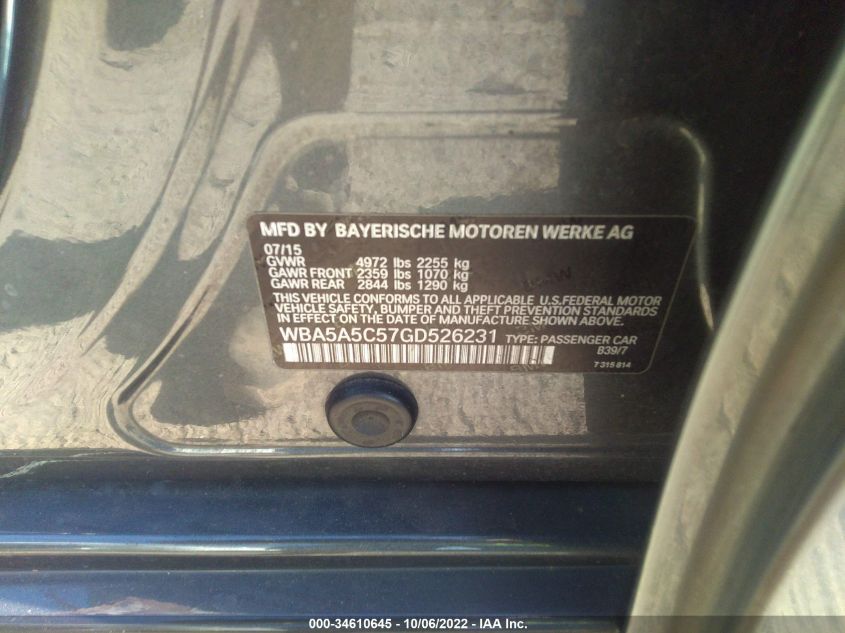 MFD BY BAYERISCHE MOTOREN WERKE AG
07/15
GVWR 4972 lbs 2255 kg
GAWR FRONT 2359 lbs 1070 kg
GAWR REAR 2844 lbs 1290 kg
THIS VEHICLE CONFORMS TO ALL APPLICABLE U.S.FEDERAL MOTOR
VEHICLE SAFETY, BUMPER AND THEFT PREVENTION STANDARDS
IN EFFECT ON THE DATE OF MANUFACTURE SHOWN ABOVE.
WBA5A5C57GD526231 TYPE: PASSENGER CAR
B39/7
7 315 814
000-34610645 - 10/06/2022 - IAA Inc.